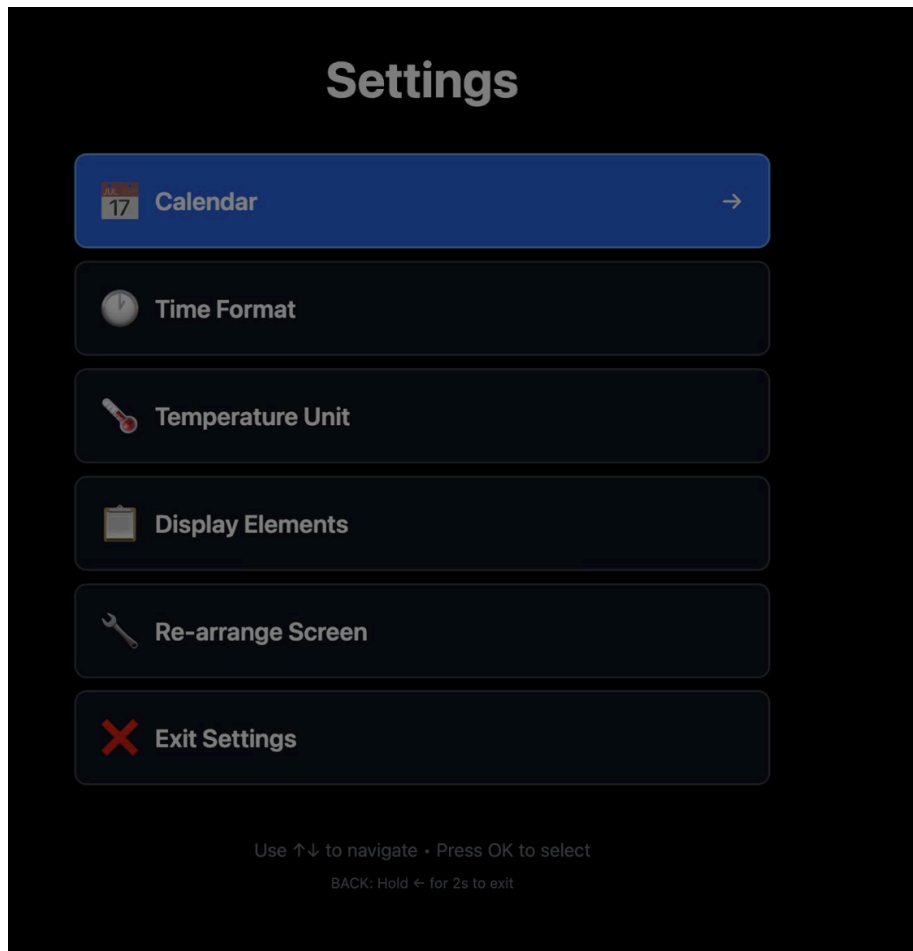 Settings
JUL
17
Calendar →
Time Format
Temperature Unit
Display Elements
Re-arrange Screen
Exit Settings
Use ↑↓ to navigate • Press OK to select
BACK: Hold ← for 2s to exit